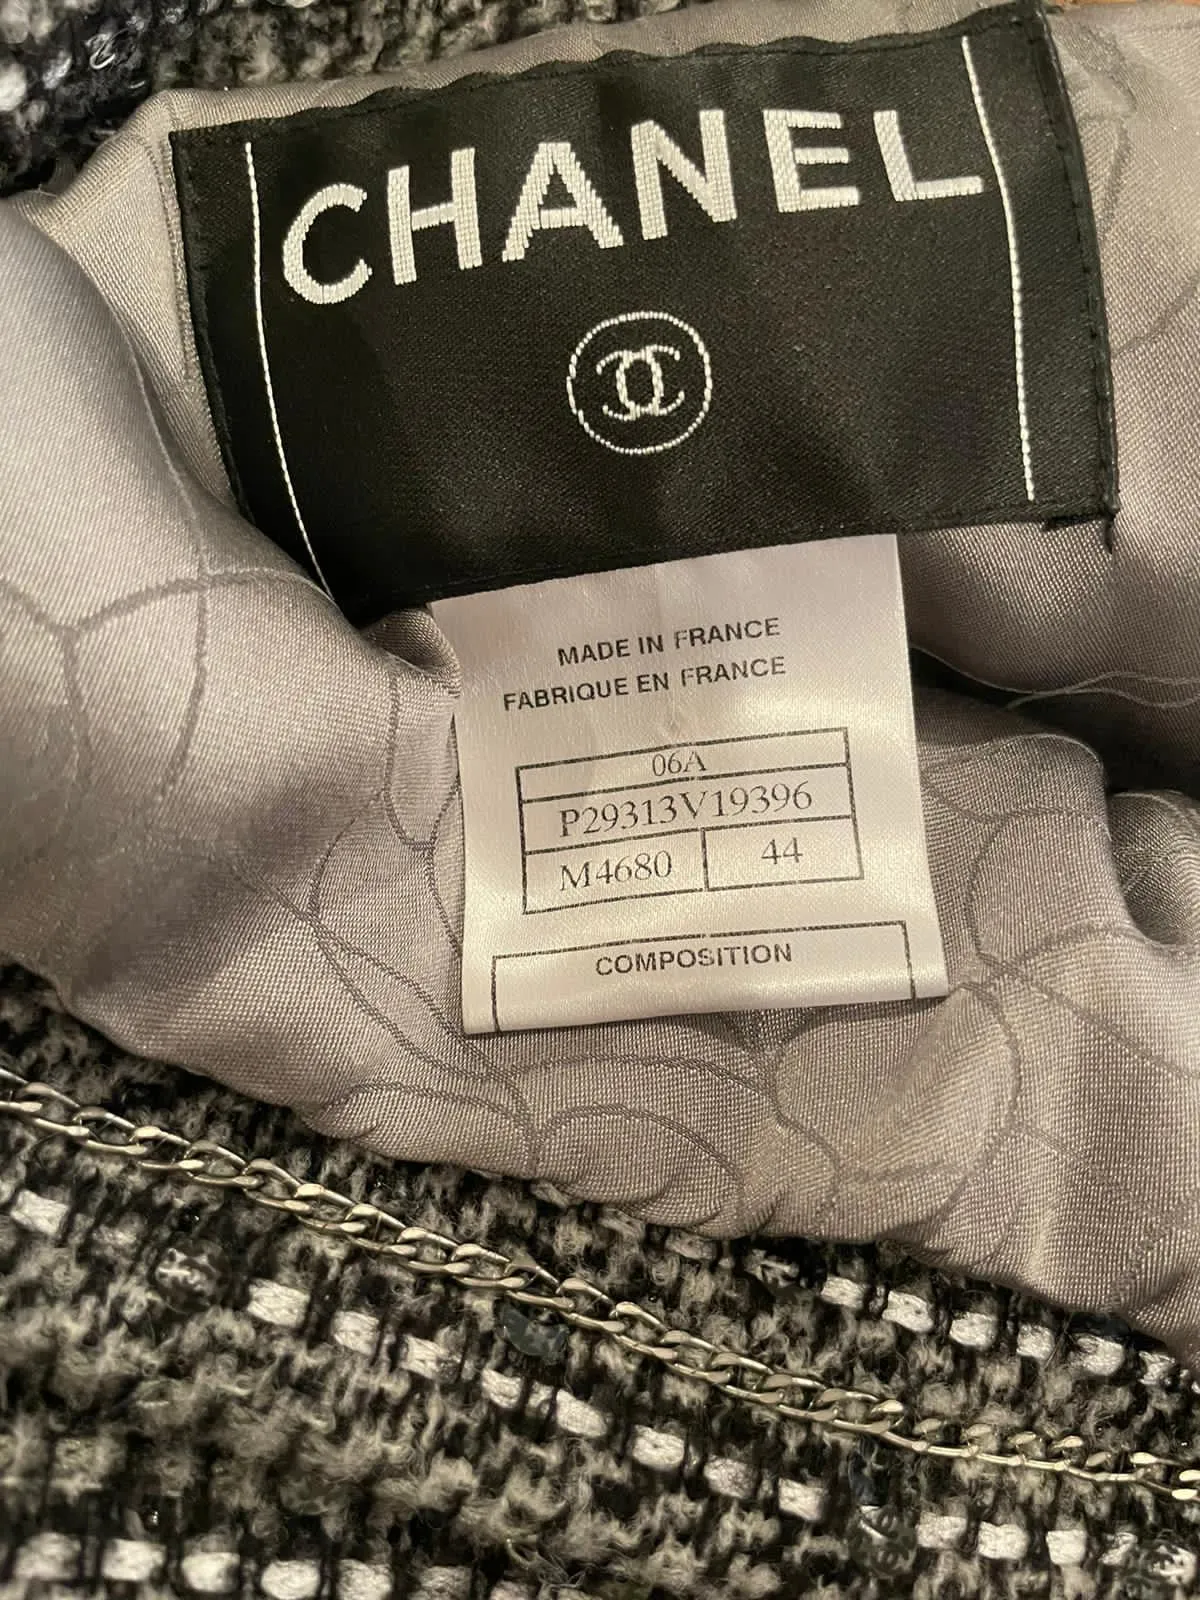 CHANEL
MADE IN FRANCE
FABRIQUE EN FRANCE
06A
P29313V19396
M4680 44
COMPOSITION